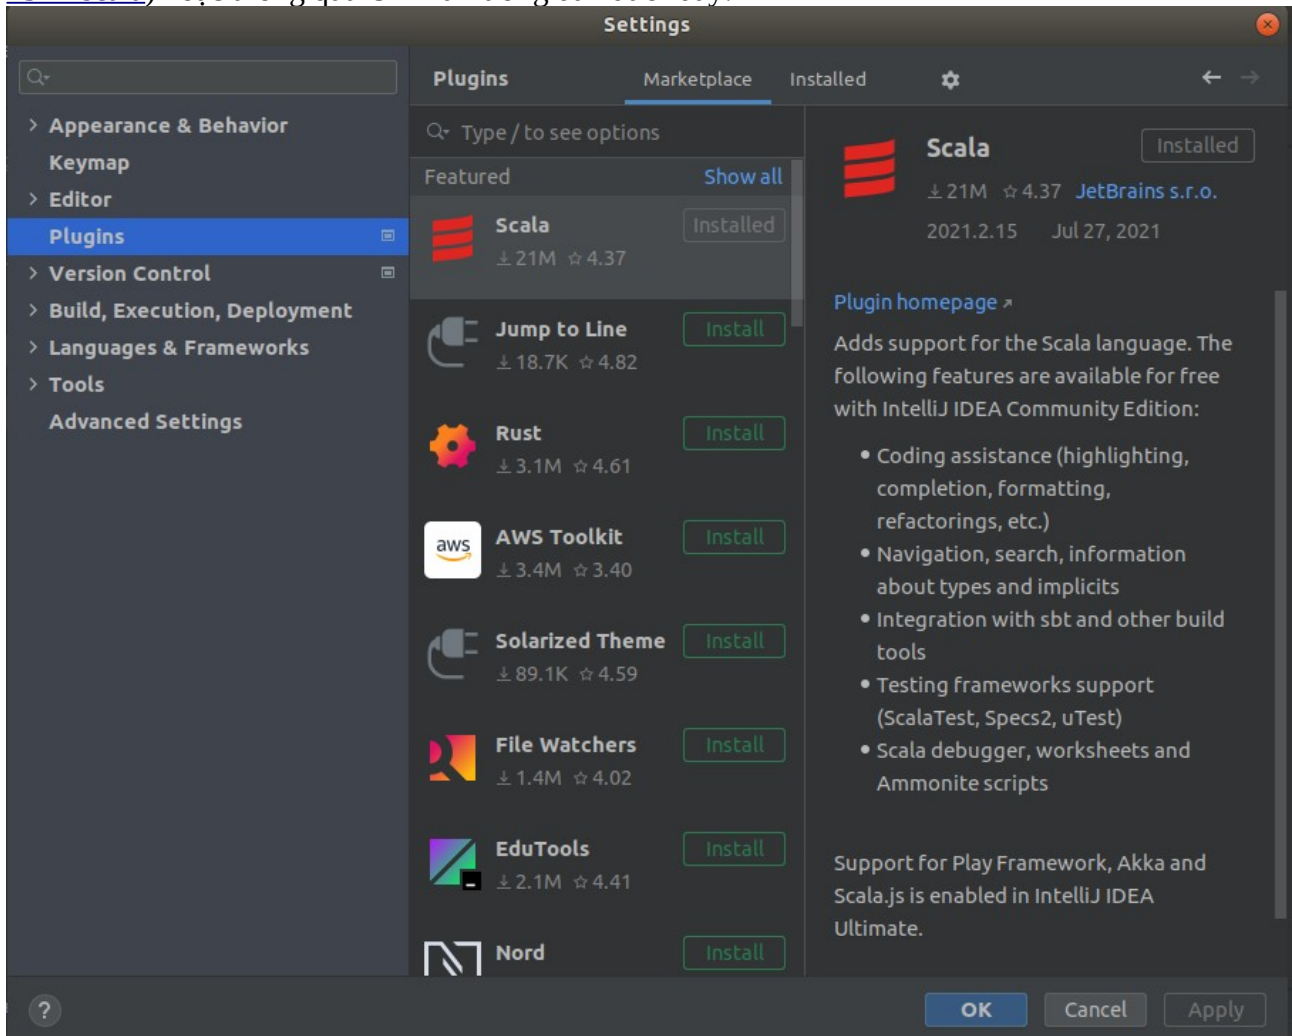 Settings
Plugins
Marketplace
Installed
Appearance & Behavior
Keymap
Editor
Plugins
Version Control
Build, Execution, Deployment
Languages & Frameworks
Tools
Advanced Settings
Type / to see options
Featured
Show all
Scala
Installed
21M 4.37
Jump to Line
Install
18.7K 4.82
Rust
Install
3.1M 4.61
aws
AWS Toolkit
Install
3.4M 3.40
Solarized Theme
Install
89.1K 4.59
File Watchers
Install
1.4M 4.02
EduTools
Install
2.1M 4.41
Nord
Install
Scala
Installed
21M 4.37 JetBrains s.r.o.
2021.2.15 Jul 27, 2021
Plugin homepage
Adds support for the Scala language. The
following features are available for free
with IntelliJ IDEA Community Edition:
• Coding assistance (highlighting,
completion, formatting,
refactorings, etc.)
• Navigation, search, information
about types and implicits
• Integration with sbt and other build
tools
• Testing frameworks support
(ScalaTest, Specs2, uTest)
• Scala debugger, worksheets and
Ammonite scripts
Support for Play Framework, Akka and
Scala.js is enabled in IntelliJ IDEA
Ultimate.
?
OK
Cancel
Apply